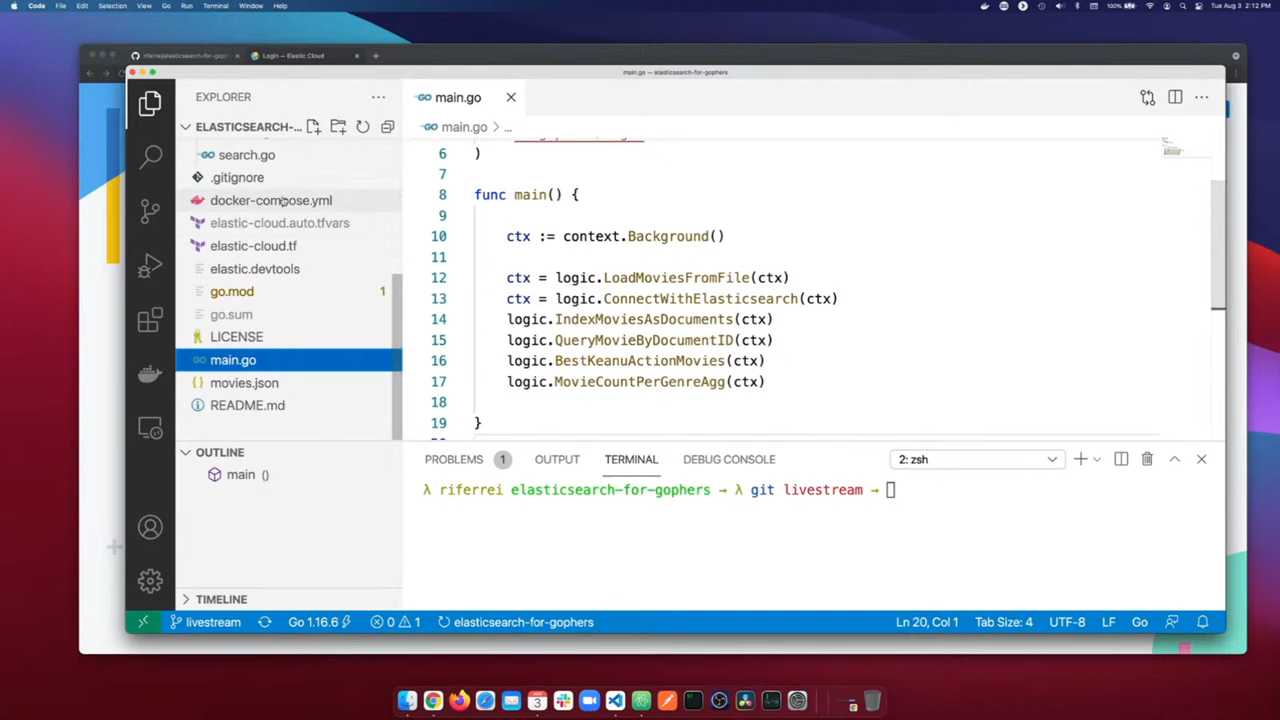 Code File Edit Selection View Go Run Terminal Window Help
100% Tue Aug 3 2:12 PM
riferrei/elasticsearch-for-goph
Login — Elastic Cloud
main.go — elasticsearch-for-gophers
EXPLORER
main.go
ELASTICSEARCH-...
main.go > ...
search.go
.gitignore
docker-compose.yml
elastic-cloud.auto.tfvars
elastic-cloud.tf
elastic.devtools
go.mod 1
go.sum
LICENSE
main.go
movies.json
README.md
OUTLINE
main ()
TIMELINE
6 )
7
8 func main() {
9
10 ctx := context.Background()
11
12 ctx = logic.LoadMoviesFromFile(ctx)
13 ctx = logic.ConnectWithElasticsearch(ctx)
14 logic.IndexMoviesAsDocuments(ctx)
15 logic.QueryMovieByDocumentID(ctx)
16 logic.BestKeanuActionMovies(ctx)
17 logic.MovieCountPerGenreAgg(ctx)
18
19 }
PROBLEMS 1 OUTPUT TERMINAL DEBUG CONSOLE 2: zsh
λ riferrei elasticsearch-for-gophers → λ git livestream →
livestream Go 1.16.6 0 1 elasticsearch-for-gophers Ln 20, Col 1 Tab Size: 4 UTF-8 LF Go